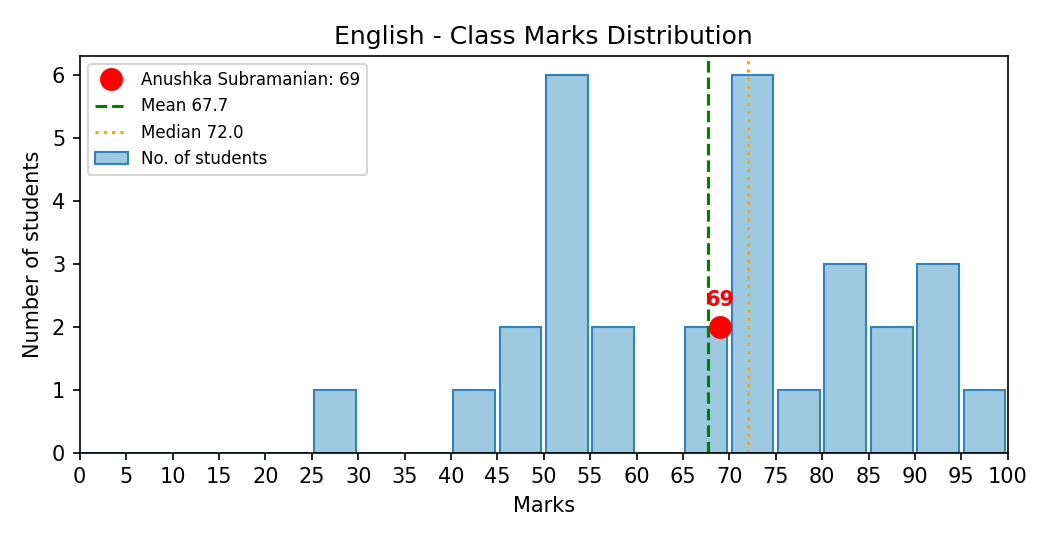 English - Class Marks Distribution
Anushka Subramanian: 69
Mean 67.7
Median 72.0
No. of students
Number of students
6
5
4
3
2
1
0
69
0 5 10 15 20 25 30 35 40 45 50 55 60 65 70 75 80 85 90 95 100
Marks